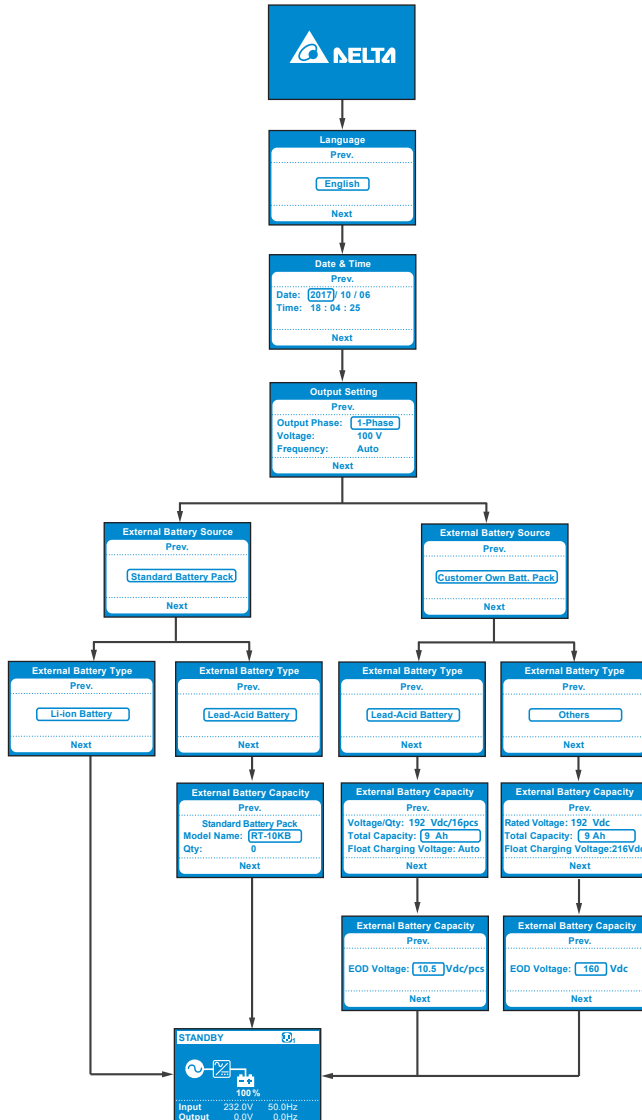 DELTA
Language
Prev.
English
Next
Date & Time
Prev.
Date: 2017 / 10 / 06
Time: 18 : 04 : 25
Next
Output Setting
Prev.
Output Phase: 1-Phase
Voltage: 100 V
Frequency: Auto
Next
External Battery Source
Prev.
Standard Battery Pack
Next
External Battery Source
Prev.
Customer Own Batt. Pack
Next
External Battery Type
Prev.
Li-ion Battery
Next
External Battery Type
Prev.
Lead-Acid Battery
Next
External Battery Type
Prev.
Lead-Acid Battery
Next
External Battery Type
Prev.
Others
Next
External Battery Capacity
Prev.
Standard Battery Pack
Model Name: RT-10KB
Qty: 0
Next
External Battery Capacity
Prev.
Voltage/Qty: 192 Vdc/16pcs
Total Capacity: 9 Ah
Float Charging Voltage: Auto
Next
External Battery Capacity
Prev.
Rated Voltage: 192 Vdc
Total Capacity: 9 Ah
Float Charging Voltage:216Vdc
Next
External Battery Capacity
Prev.
EOD Voltage: 10.5 Vdc/pcs
Next
External Battery Capacity
Prev.
EOD Voltage: 160 Vdc
Next
STANDBY 1
100 %
Input 232.0V 50.0Hz
Output 0.0V 0.0Hz